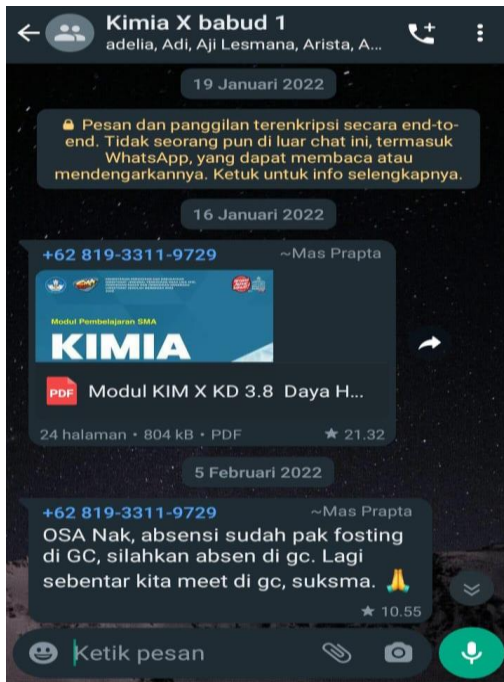 Kimia X babud 1
adelia, Adi, Aji Lesmana, Arista, A...
19 Januari 2022
Pesan dan panggilan terenkripsi secara end-to-
end. Tidak seorang pun di luar chat ini, termasuk
WhatsApp, yang dapat membaca atau
mendengarkannya. Ketuk untuk info selengkapnya.
16 Januari 2022
+62 819-3311-9729 ~Mas Prapta
Modul Pembelajaran SMA
KIMIA
PDF Modul KIM X KD 3.8 Daya H...
24 halaman • 804 kB • PDF ★ 21.32
5 Februari 2022
+62 819-3311-9729 ~Mas Prapta
OSA Nak, absensi sudah pak fosting
di GC, silahkan absen di gc. Lagi
sebentar kita meet di gc, suksma. 🙏
★ 10.55
Ketik pesan